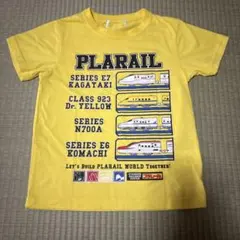 PLARAIL
SERIES E7
KAGAYAKI
CLASS 923
Dr. YELLOW
SERIES
N700A
SERIES E6
KOMACHI
LET'S BUILD PLARAIL WORLD TOGETHER!